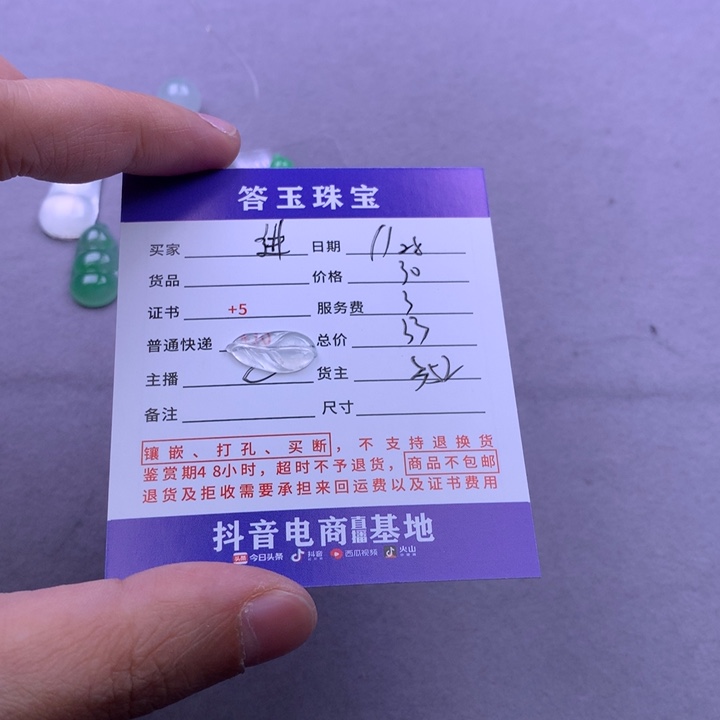 答玉珠宝
买家 进 日期 11 28
货品 价格 30
证书 +5 服务费 3
普通快递 总价 33
主播 货主 352
备注 尺寸
镶嵌、打孔、买断，不支持退换货
鉴赏期48小时，超时不予退货，商品不包邮
退货及拒收需要承担来回运费以及证书费用
抖音电商直播基地
头条 今日头条 抖音 西瓜视频 火山